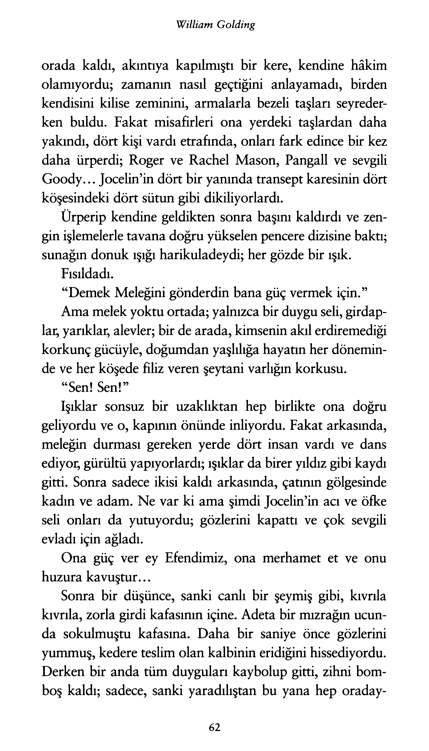 William Golding
orada kaldı, akıntıya kapılmıştı bir kere, kendine hâkim
olamıyordu; zamanın nasıl geçtiğini anlayamadı, birden
kendisini kilise zeminini, armalarla bezeli taşları seyreder-
ken buldu. Fakat misafirleri ona yerdeki taşlardan daha
yakındı, dört kişi vardı etrafında, onları fark edince bir kez
daha ürperdi; Roger ve Rachel Mason, Pangall ve sevgili
Goody... Jocelin’in dört bir yanında transept karesinin dört
köşesindeki dört sütun gibi dikiliyorlardı.
Ürperip kendine geldikten sonra başını kaldırdı ve zen-
gin işlemelerle tavana doğru yükselen pencere dizisine baktı;
sunağın donuk ışığı harikuladeydi; her gözde bir ışık.
Fısıldadı.
“Demek Meleğini gönderdin bana güç vermek için.”
Ama melek yoktu ortada; yalnızca bir duygu seli, girdap-
lar, yarıklar, alevler; bir de arada, kimsenin akıl erdiremediği
korkunç gücüyle, doğumdan yaşlılığa hayatın her dönemin-
de ve her köşede filiz veren şeytani varlığın korkusu.
“Sen! Sen!”
Işıklar sonsuz bir uzaklıktan hep birlikte ona doğru
geliyordu ve o, kapının önünde inliyordu. Fakat arkasında,
meleğin durması gereken yerde dört insan vardı ve dans
ediyor, gürültü yapıyorlardı; ışıklar da birer yıldız gibi kaydı
gitti. Sonra sadece ikisi kaldı arkasında, çatının gölgesinde
kadın ve adam. Ne var ki ama şimdi Jocelin’in acı ve öfke
seli onları da yutuyordu; gözlerini kapattı ve çok sevgili
evladı için ağladı.
Ona güç ver ey Efendimiz, ona merhamet et ve onu
huzura kavuştur...
Sonra bir düşünce, sanki canlı bir şeymiş gibi, kıvrıla
kıvrıla, zorla girdi kafasının içine. Adeta bir mızrağın ucun-
da sokulmuştu kafasına. Daha bir saniye önce gözlerini
yummuş, kedere teslim olan kalbinin eridiğini hissediyordu.
Derken bir anda tüm duyguları kaybolup gitti, zihni bom-
boş kaldı; sadece, sanki yaradılıştan bu yana hep oraday-
62